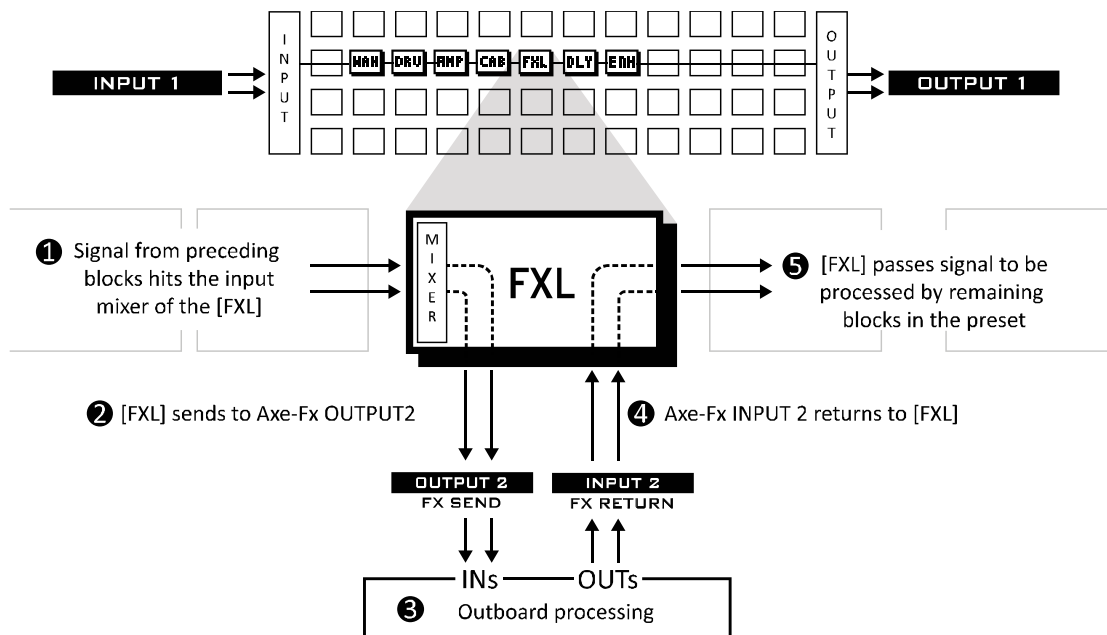 INPUT
OUTPUT
INPUT 1
WAH DRV AMP CAB FXL DLY ENH
OUTPUT 1
❶ Signal from preceding
blocks hits the input
mixer of the [FXL]
MIXER
FXL
❺ [FXL] passes signal to be
processed by remaining
blocks in the preset
❷ [FXL] sends to Axe-Fx OUTPUT2
❹ Axe-Fx INPUT 2 returns to [FXL]
OUTPUT 2
FX SEND
INPUT 2
FX RETURN
INs
OUTs
❸ Outboard processing